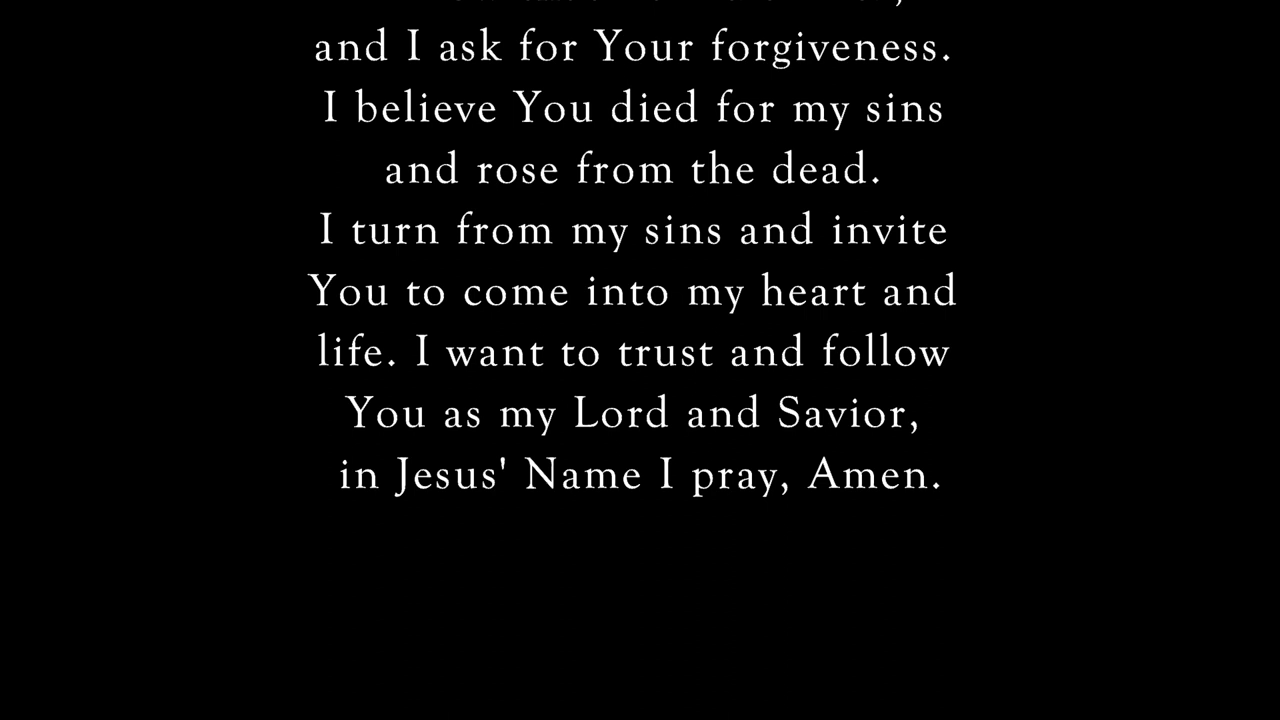 and I ask for Your forgiveness.
I believe You died for my sins
and rose from the dead.
I turn from my sins and invite
You to come into my heart and
life. I want to trust and follow
You as my Lord and Savior,
in Jesus' Name I pray, Amen.